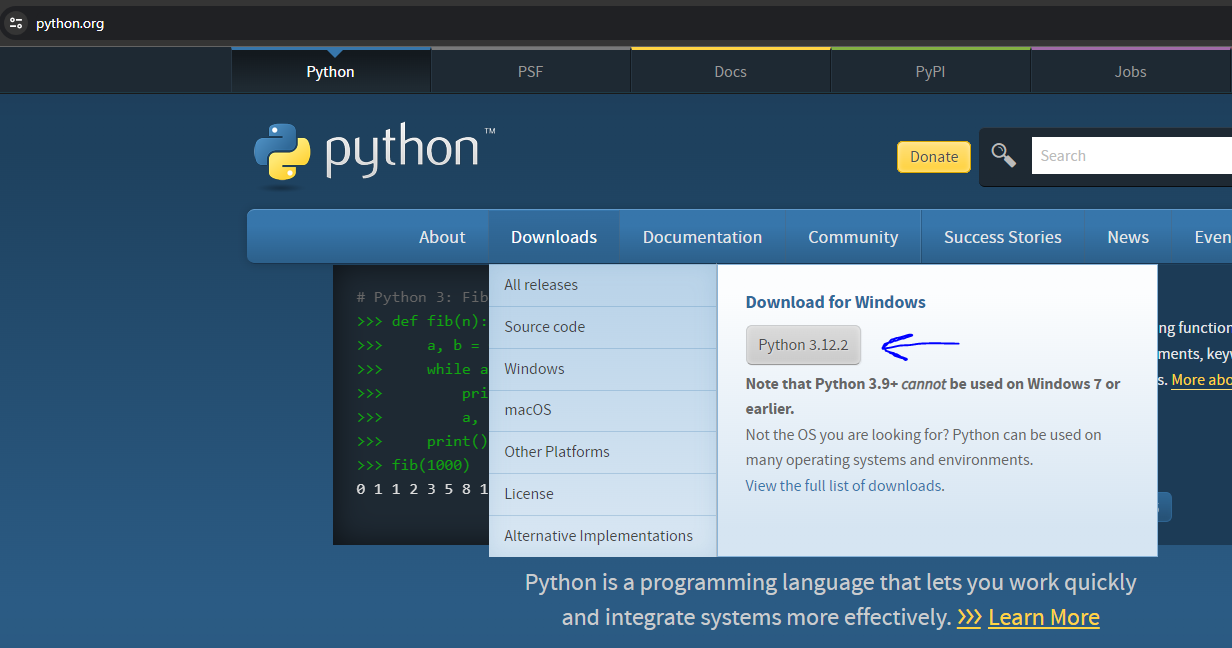 python.org
Python PSF Docs PyPI Jobs
python™
Donate
Search
About Downloads Documentation Community Success Stories News Even
# Python 3: Fib
>>> def fib(n):
>>>     a, b =
>>>     while a
>>>         pri
>>>         a,
>>>     print()
>>> fib(1000)
0 1 1 2 3 5 8 1
All releases
Source code
Windows
macOS
Other Platforms
License
Alternative Implementations
Download for Windows
Python 3.12.2
Note that Python 3.9+ cannot be used on Windows 7 or
earlier.
Not the OS you are looking for? Python can be used on
many operating systems and environments.
View the full list of downloads.
ng function
ments, keyw
s. More abo
Python is a programming language that lets you work quickly
and integrate systems more effectively. >>> Learn More